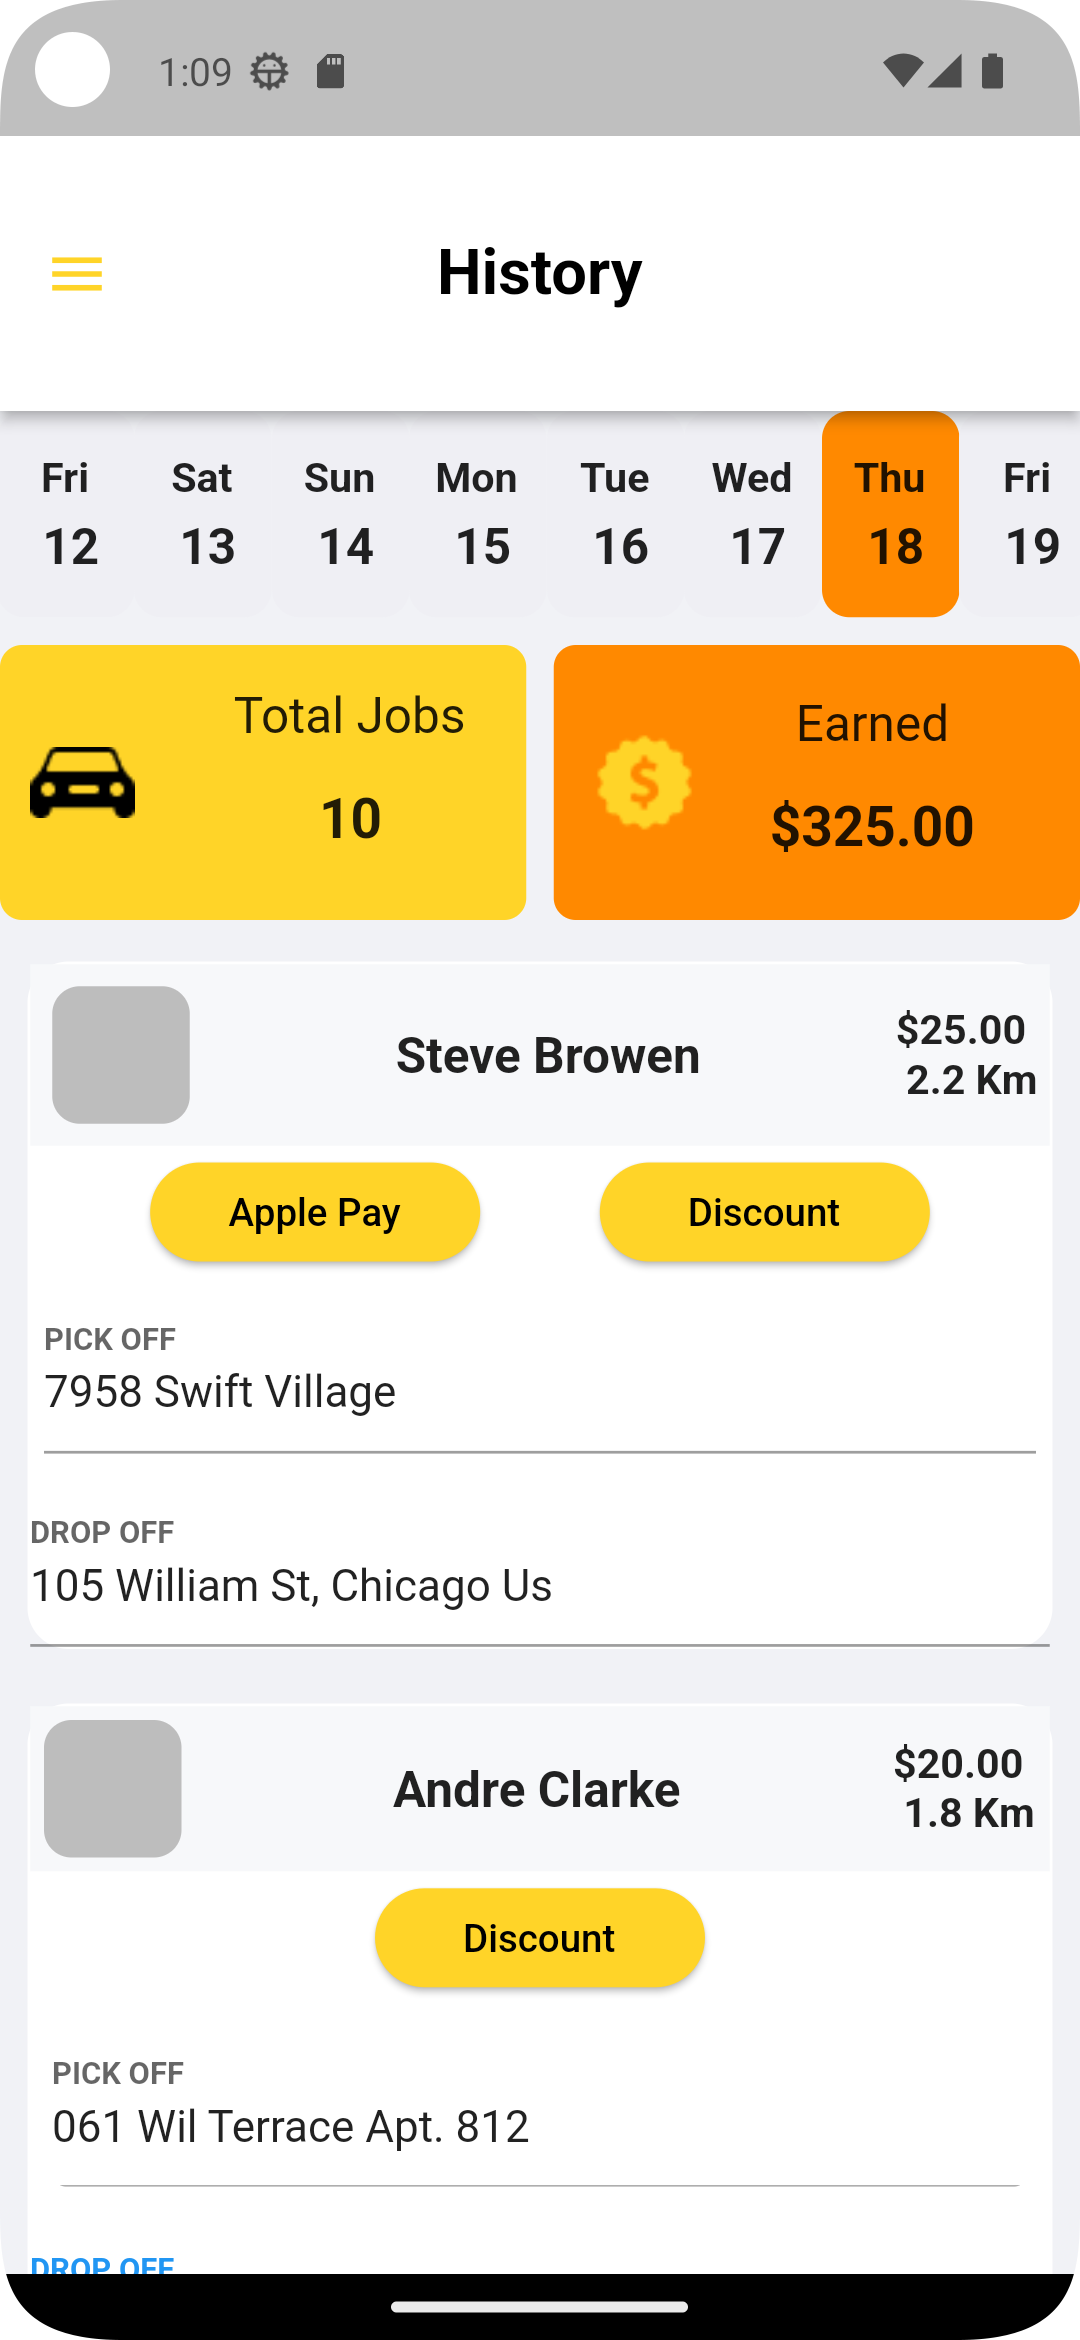 1:09
History
Fri Sat Sun Mon Tue Wed Thu Fri
12 13 14 15 16 17 18 19
Total Jobs
10
Earned
$325.00
Steve Browen
$25.00
2.2 Km
Apple Pay Discount
PICK OFF
7958 Swift Village
DROP OFF
105 William St, Chicago Us
Andre Clarke
$20.00
1.8 Km
Discount
PICK OFF
061 Wil Terrace Apt. 812
DROP OFF